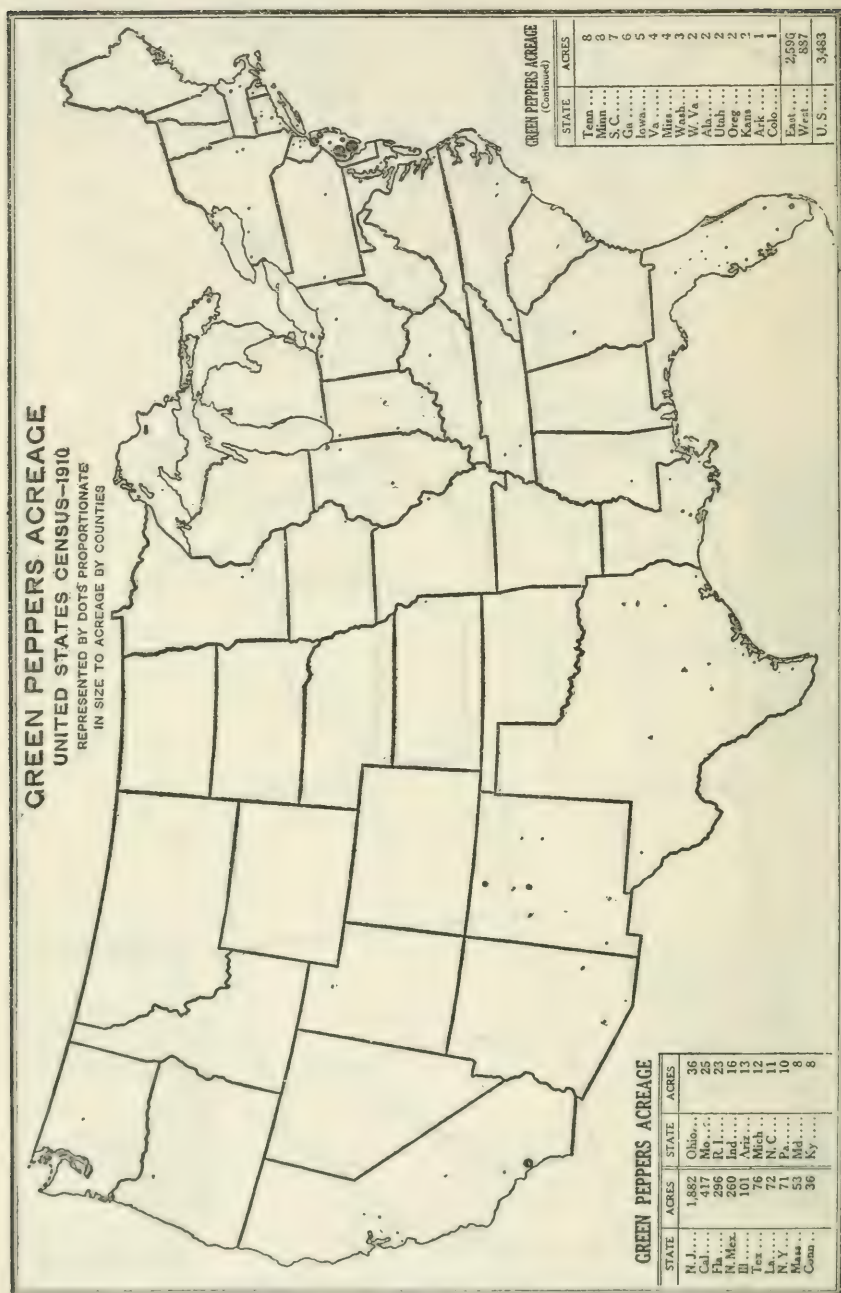 GREEN PEPPERS ACREAGE
UNITED STATES CENSUS-1910
REPRESENTED BY DOTS PROPORTIONATE
IN SIZE TO ACREAGE BY COUNTIES
GREEN PEPPERS ACREAGE
STATE ACRES STATE ACRES
N. J.... 1,882 Ohio... 36
Cal.... 417 Mo.... 25
Fla.... 296 R. I.... 23
N. Mex. 260 Ind.... 16
Ill.... 101 Ariz... 13
Tex.... 76 Mich... 12
La.... 72 N. C... 11
N. Y... 71 Pa.... 10
Mass.. 53 Md.... 8
Conn.. 36 Ky.... 8
GREEN PEPPERS ACREAGE
(Continued)
STATE ACRES
Tenn... 8
Minn... 8
S. C.... 7
Ga.... 6
Iowa.... 5
Va.... 4
Miss.... 4
Wash... 3
W. Va... 2
Ala.... 2
Utah... 2
Oreg... 2
Kans... 2
Ark.... 1
Colo.... 1
East.... 2,596
West.... 887
U. S.... 3,483